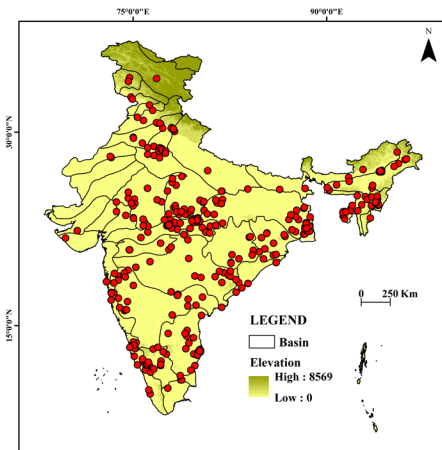 75°0'0"E 90°0'0"E
N
30°0'0"N
0 250 Km
15°0'0"N
LEGEND
Basin
Elevation
High : 8569
Low : 0